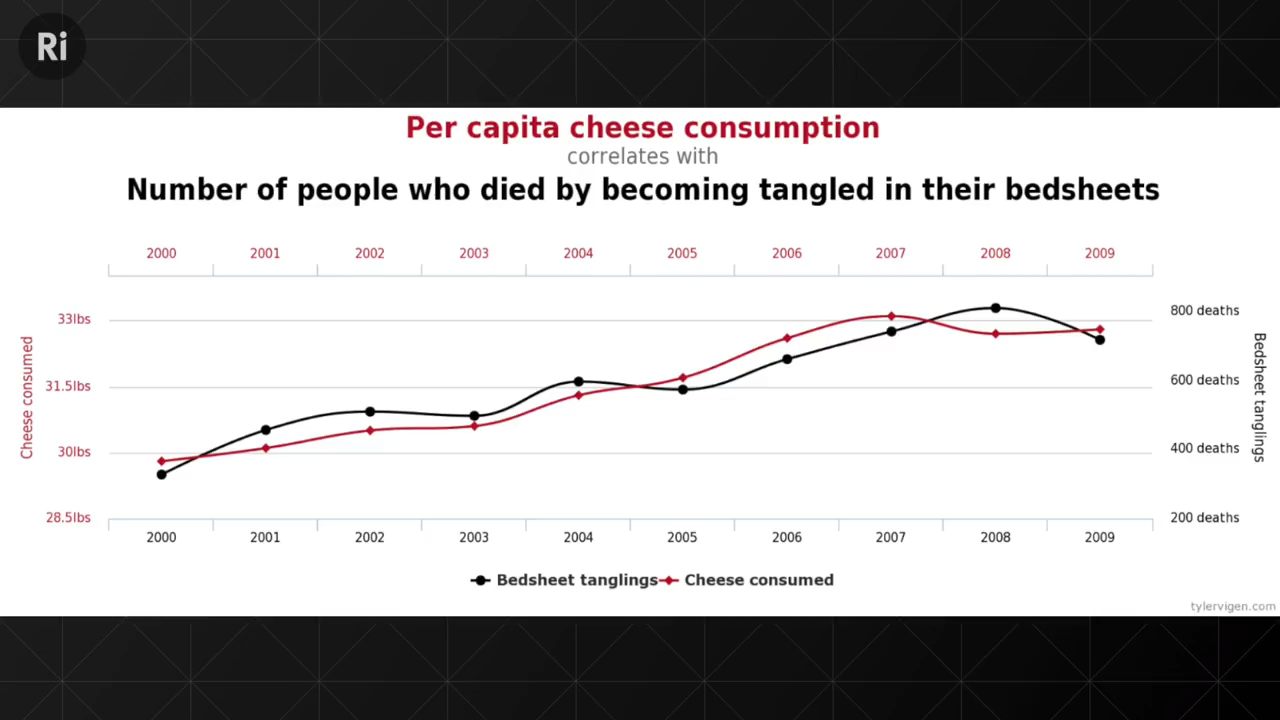 Ri
Per capita cheese consumption
correlates with
Number of people who died by becoming tangled in their bedsheets
2000 2001 2002 2003 2004 2005 2006 2007 2008 2009
33lbs
31.5lbs
30lbs
28.5lbs
Cheese consumed
800 deaths
600 deaths
400 deaths
200 deaths
Bedsheet tanglings
2000 2001 2002 2003 2004 2005 2006 2007 2008 2009
Bedsheet tanglings Cheese consumed
tylervigen.com